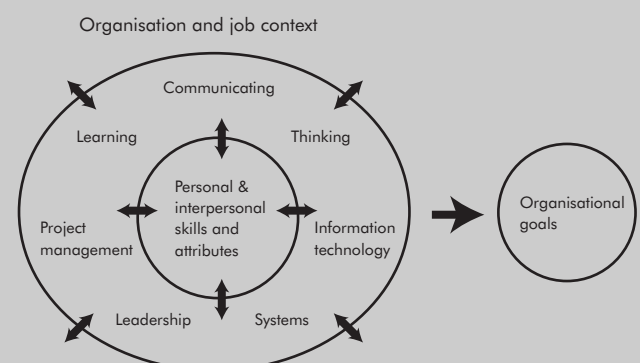 Organisation and job context
Communicating
Learning
Thinking
Personal &
interpersonal
skills and
attributes
Project
management
Information
technology
Leadership
Systems
Organisational
goals